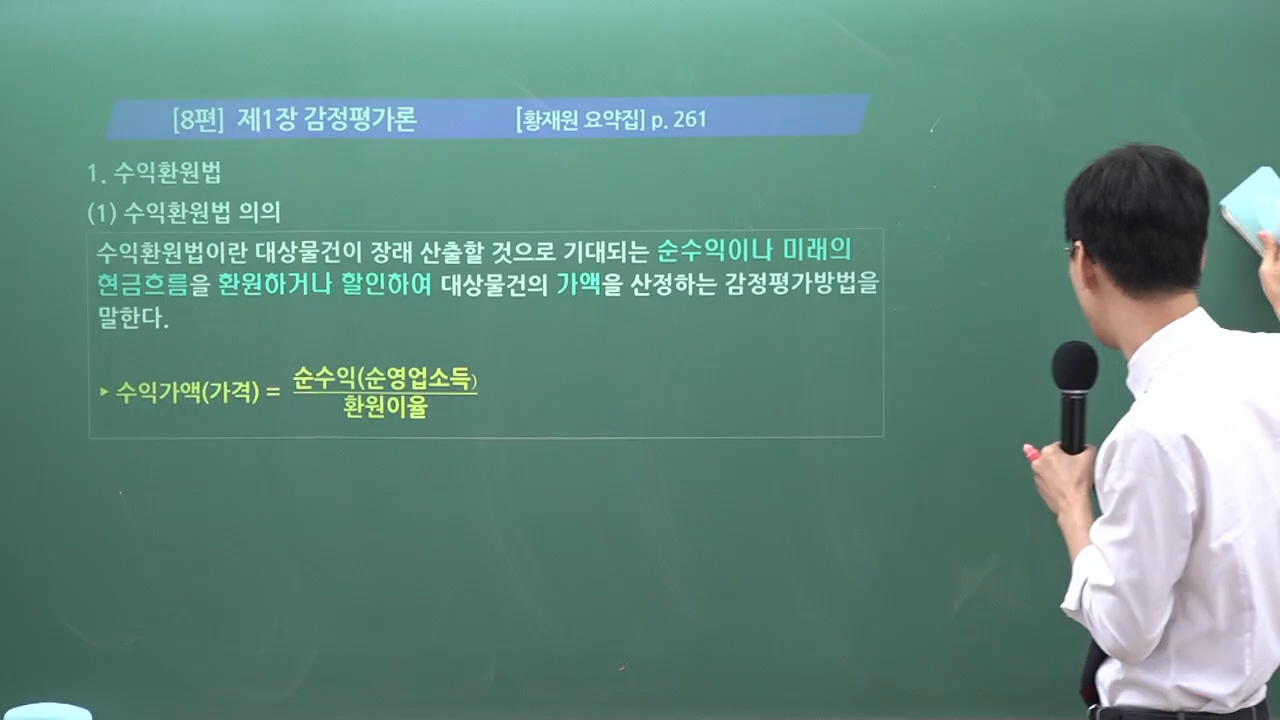 [8편] 제1장 감정평가론 [황재원 요약집] p. 261
1. 수익환원법
(1) 수익환원법 의의
수익환원법이란 대상물건이 장래 산출할 것으로 기대되는 순수익이나 미래의
현금흐름을 환원하거나 할인하여 대상물건의 가액을 산정하는 감정평가방법을
말한다.
▸ 수익가액(가격) = 순수익(순영업소득)
환원이율